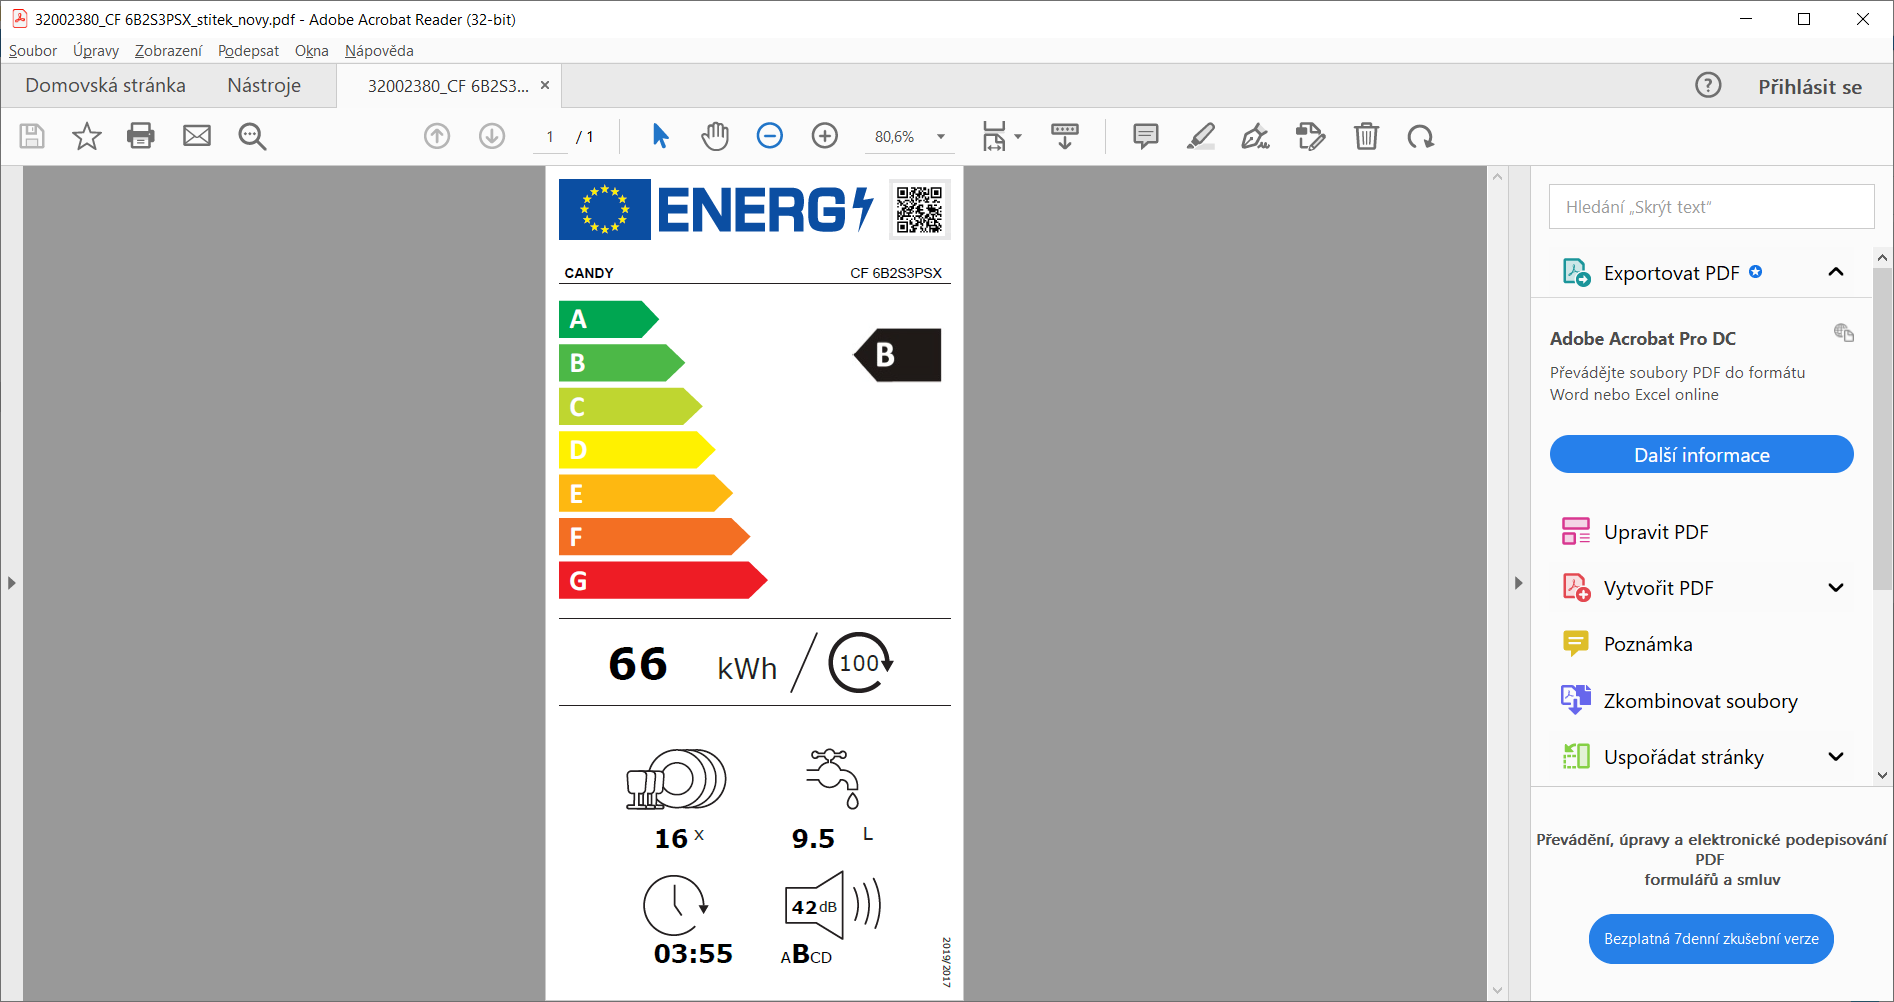 32002380_CF 6B2S3PSX_stitek_novy.pdf - Adobe Acrobat Reader (32-bit)
Soubor Úpravy Zobrazení Podepsat Okna Nápověda
Domovská stránka Nástroje 32002380_CF 6B2S3... × Přihlásit se
1 / 1 80,6%
ENERG
CANDY CF 6B2S3PSX
A
B
B
C
D
E
F
G
66 kWh / 100
16 x 9.5 L
42dB
03:55 ABCD
2019/2017
Hledání „Skrýt text"
Exportovat PDF
Adobe Acrobat Pro DC
Převádějte soubory PDF do formátu
Word nebo Excel online
Další informace
Upravit PDF
Vytvořit PDF
Poznámka
Zkombinovat soubory
Uspořádat stránky
Převádění, úpravy a elektronické podepisování
PDF
formulářů a smluv
Bezplatná 7denní zkušební verze